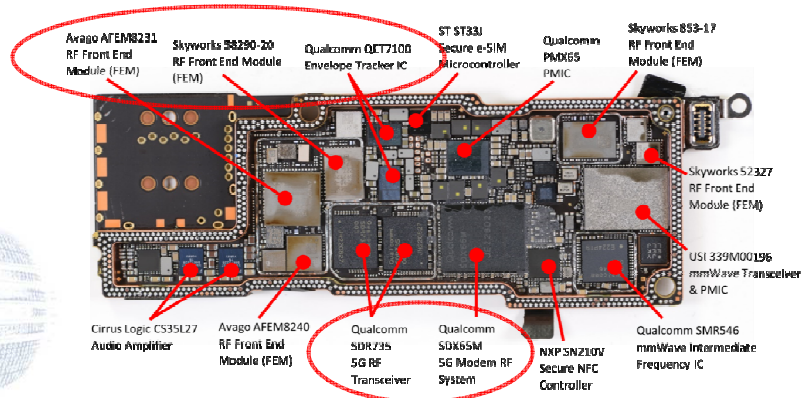 Avago AFEM8231
RF Front End
Module (FEM)
Skyworks 58290-20
RF Front End Module
(FEM)
Qualcomm QET7100
Envelope Tracker IC
ST ST33J
Secure e-SIM
Microcontroller
Qualcomm
PMX65
PMIC
Skyworks 853-17
RF Front End
Module (FEM)
Skyworks 52327
RF Front End
Module (FEM)
USI 339M00196
mmWave Transceiver
& PMIC
Cirrus Logic CS35L27
Audio Amplifier
Avago AFEM8240
RF Front End
Module (FEM)
Qualcomm
SDR735
5G RF
Transceiver
Qualcomm
SDX65M
5G Modem RF
System
NXP SN210V
Secure NFC
Controller
Qualcomm SMR546
mmWave Intermediate
Frequency IC